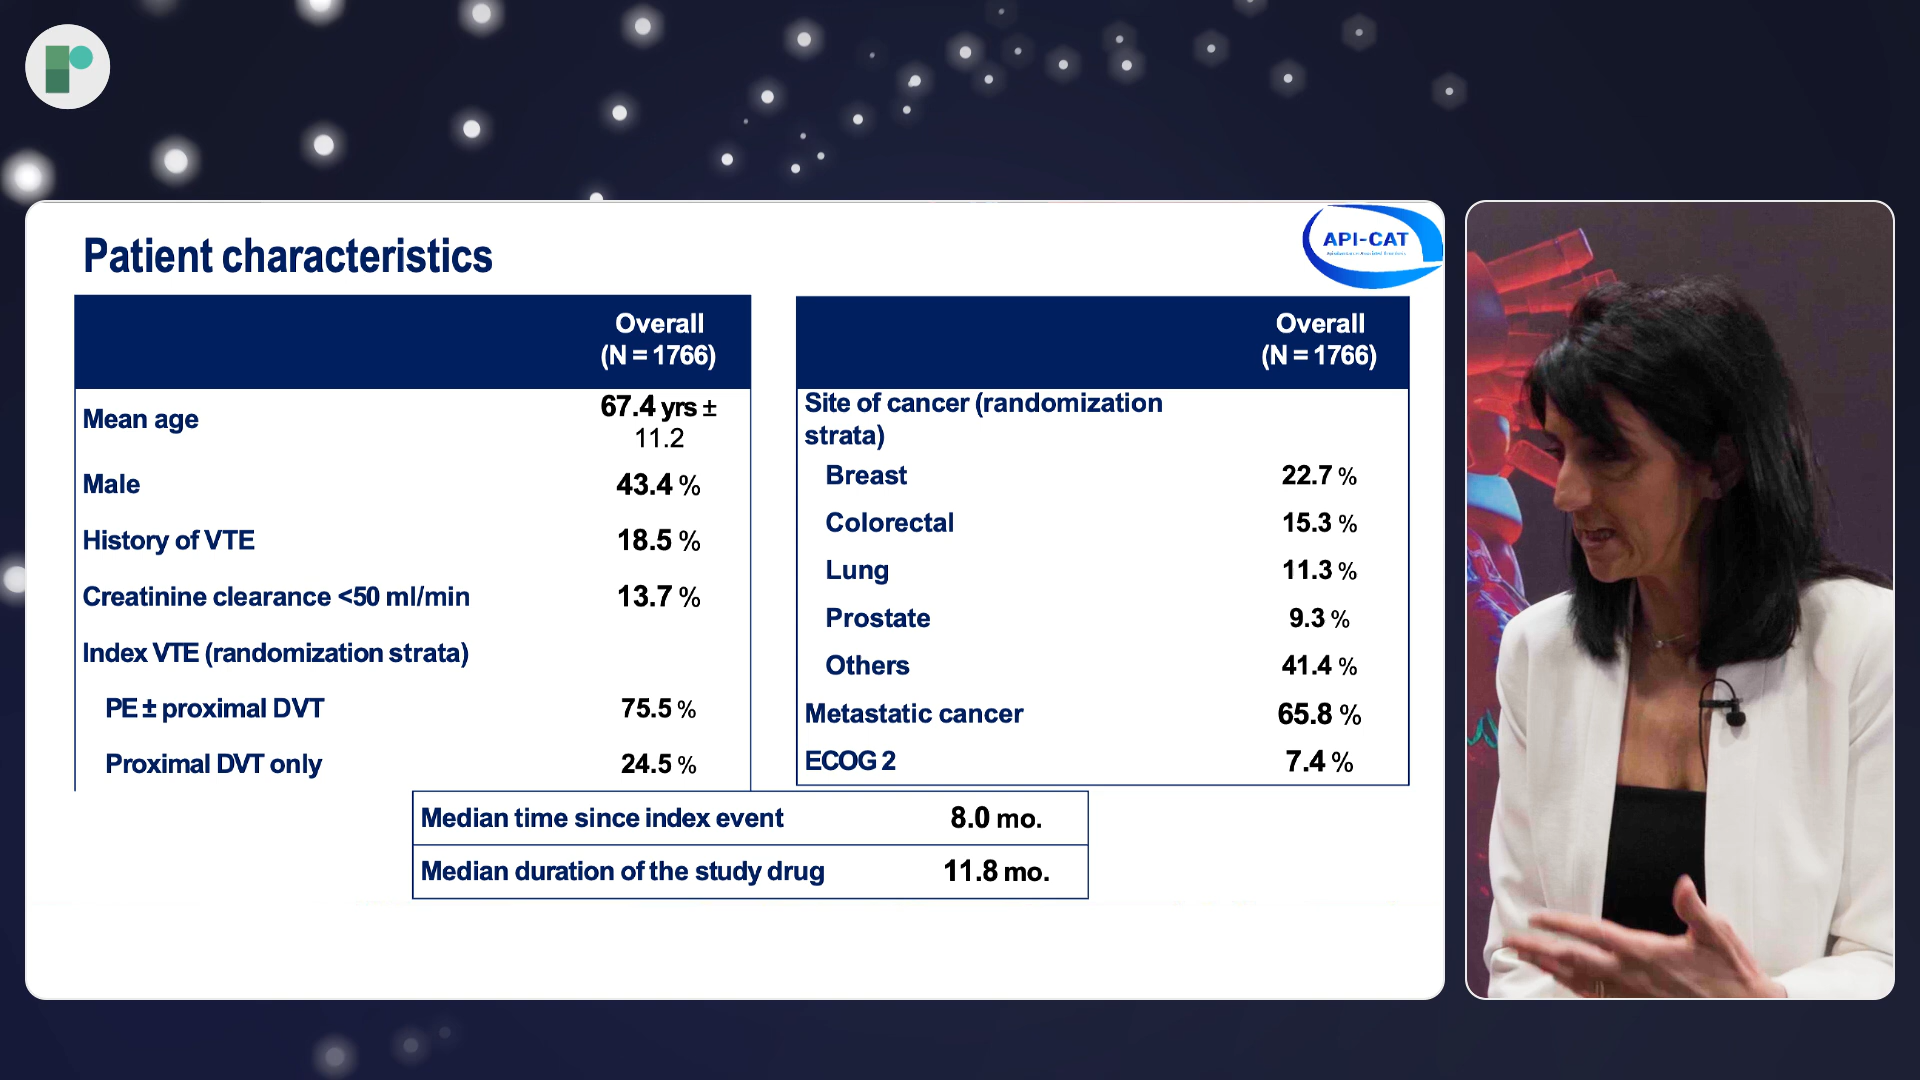 Patient characteristics
API-CAT
Overall
(N = 1766)
Mean age 67.4 yrs ±
11.2
Male 43.4 %
History of VTE 18.5 %
Creatinine clearance <50 ml/min 13.7 %
Index VTE (randomization strata)
PE ± proximal DVT 75.5 %
Proximal DVT only 24.5 %
Overall
(N = 1766)
Site of cancer (randomization
strata)
Breast 22.7 %
Colorectal 15.3 %
Lung 11.3 %
Prostate 9.3 %
Others 41.4 %
Metastatic cancer 65.8 %
ECOG 2 7.4 %
Median time since index event 8.0 mo.
Median duration of the study drug 11.8 mo.